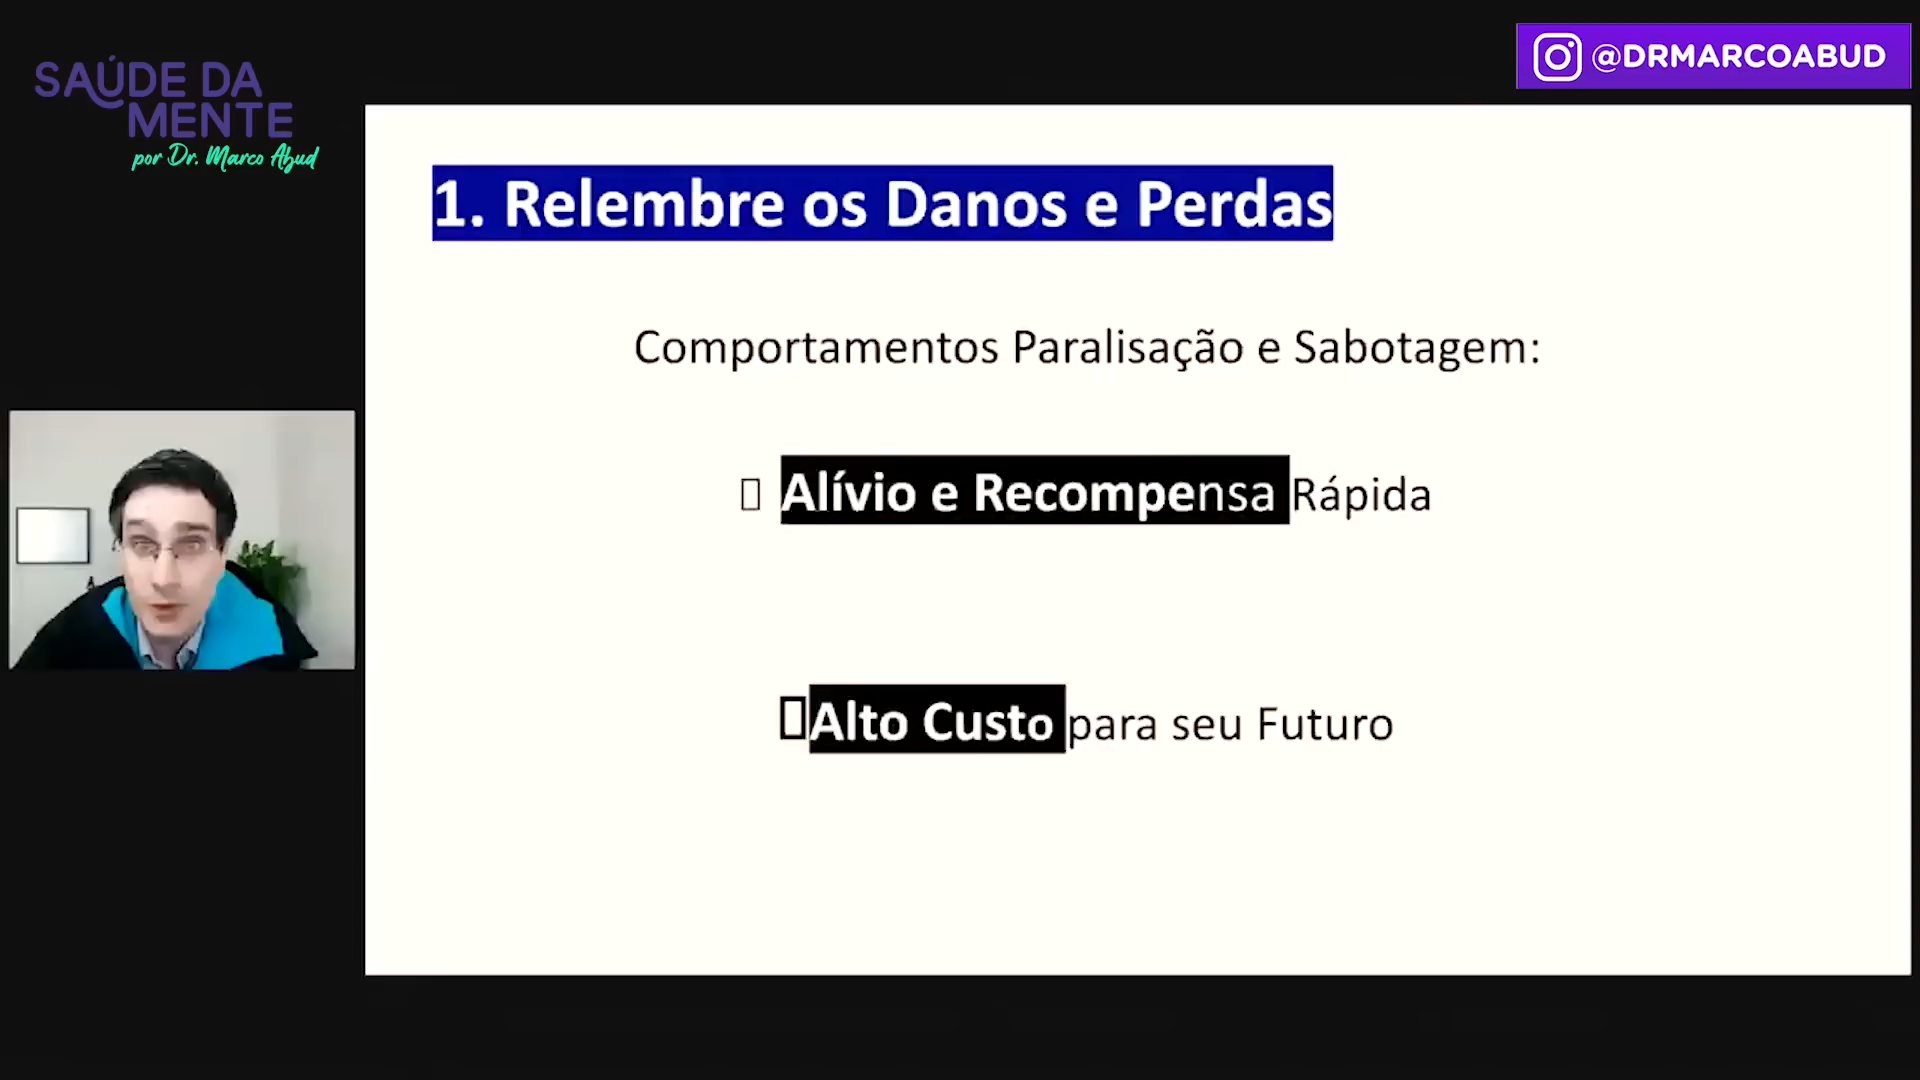 SAÚDE DA
MENTE
por Dr. Marco Abud
@DRMARCOABUD
1. Relembre os Danos e Perdas
Comportamentos Paralisação e Sabotagem:
Alívio e Recompensa Rápida
Alto Custo para seu Futuro